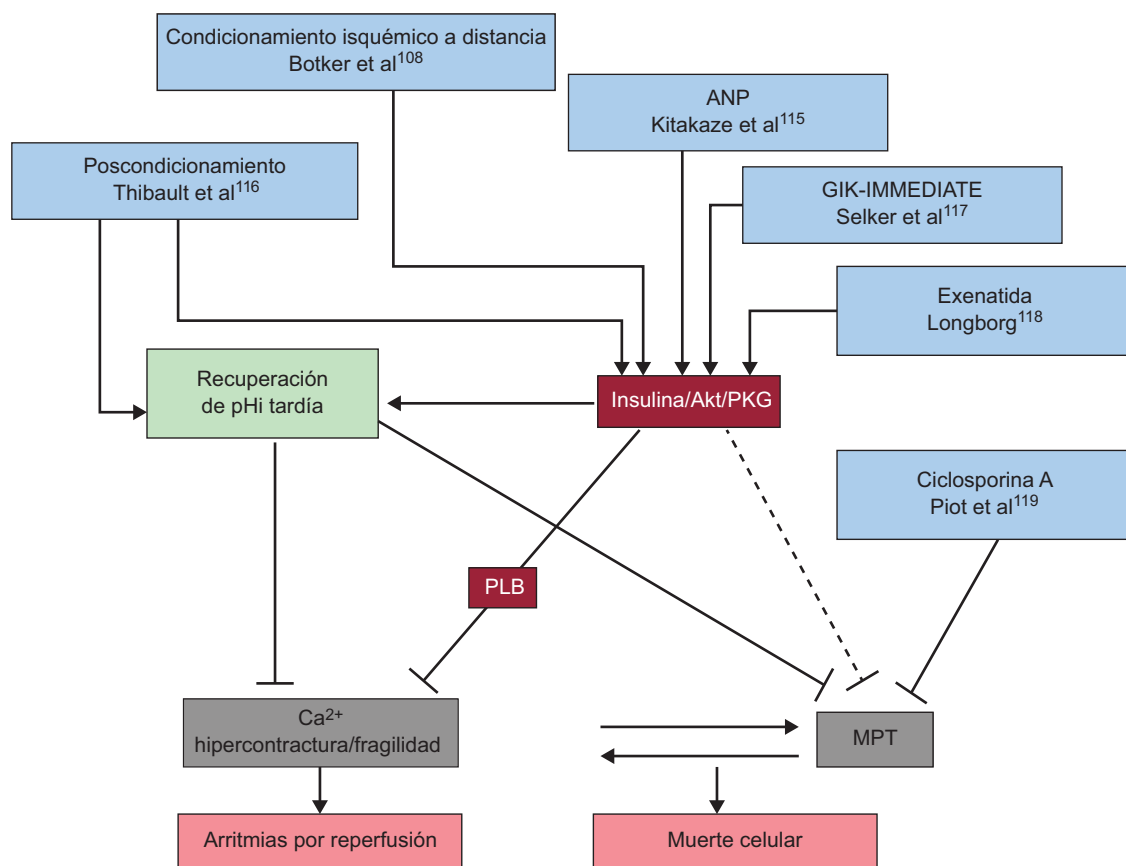 Condicionamiento isquémico a distancia
Botker et al108
ANP
Kitakaze et al115
Poscondicionamiento
Thibault et al116
GIK-IMMEDIATE
Selker et al117
Exenatida
Longborg118
Recuperación
de pHi tardía
Insulina/Akt/PKG
Ciclosporina A
Piot et al119
PLB
Ca2+
hipercontractura/fragilidad
MPT
Arritmias por reperfusión
Muerte celular